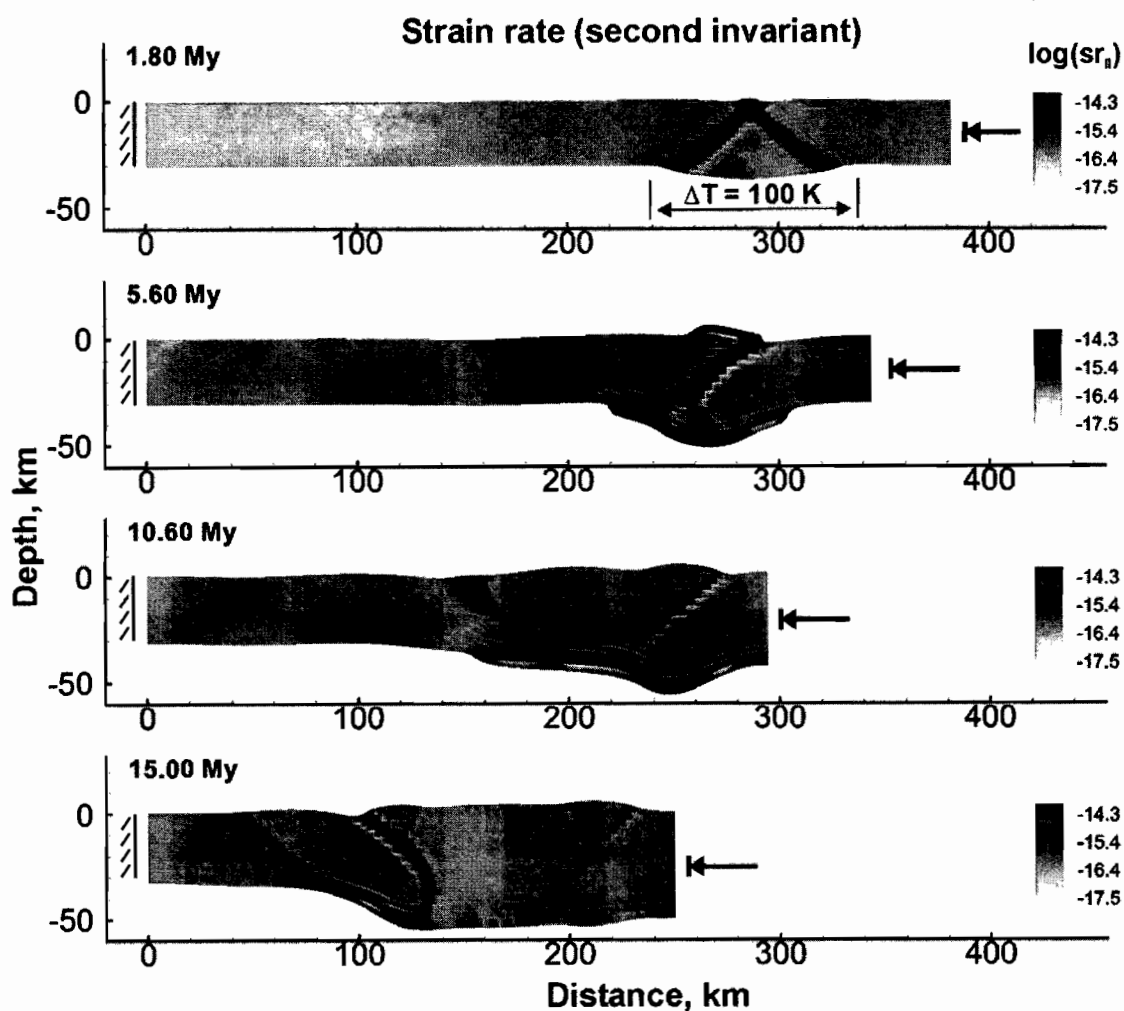 Strain rate (second invariant)
1.80 My
log(sr_II)
0
-50
ΔT = 100 K
-14.3
-15.4
-16.4
-17.5
0 100 200 300 400
5.60 My
0
-50
-14.3
-15.4
-16.4
-17.5
0 100 200 300 400
Depth, km
10.60 My
0
-50
-14.3
-15.4
-16.4
-17.5
0 100 200 300 400
15.00 My
0
-50
-14.3
-15.4
-16.4
-17.5
0 100 200 300 400
Distance, km